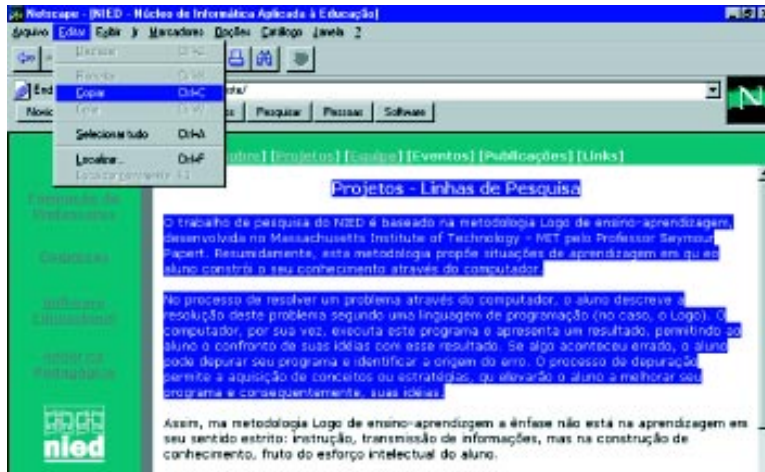 Netscape - [NIED - Núcleo de Informática Aplicada à Educação]
Arquivo Editar Exibir Ir Marcadores Opções Catálogo Janela ?
End
Copiar Ctrl+C
Pesquisar Pessoas Software
Selecionar tudo Ctrl+A
Localizar... Ctrl+F
[Projetos] [Equipe] [Eventos] [Publicações] [Links]
Projetos - Linhas de Pesquisa
O trabalho de pesquisa do NIED é baseado na metodologia Logo de ensino-aprendizagem,
desenvolvida no Massachusetts Institute of Technology - MIT pelo Professor Seymour
Papert. Resumidamente, esta metodologia propõe situações de aprendizagem em qu eo
aluno constrói o seu conhecimento através do computador.
No processo de resolver um problema através do computador, o aluno descreve a
resolução deste problema segundo uma linguagem de programação (no caso, o Logo). O
computador, por sua vez, executa este programa e apresenta um resultado, permitindo ao
aluno o confronto de suas idéias com esse resultado. Se algo aconteceu errado, o aluno
pode depurar seu programa e identificar a origem do erro. O processo de depuração
permite a aquisição de conceitos ou estratégias, qu elevarão o aluno a melhorar seu
programa e consequentemente, suas idéias.
Assim, ma metodologia Logo de ensino-aprendizgem a ênfase não está na aprendizagem em
seu sentido estrito: instrução, transmissão de informações, mas na construção de
conhecimento, fruto do esforço intelectual do aluno.
nied